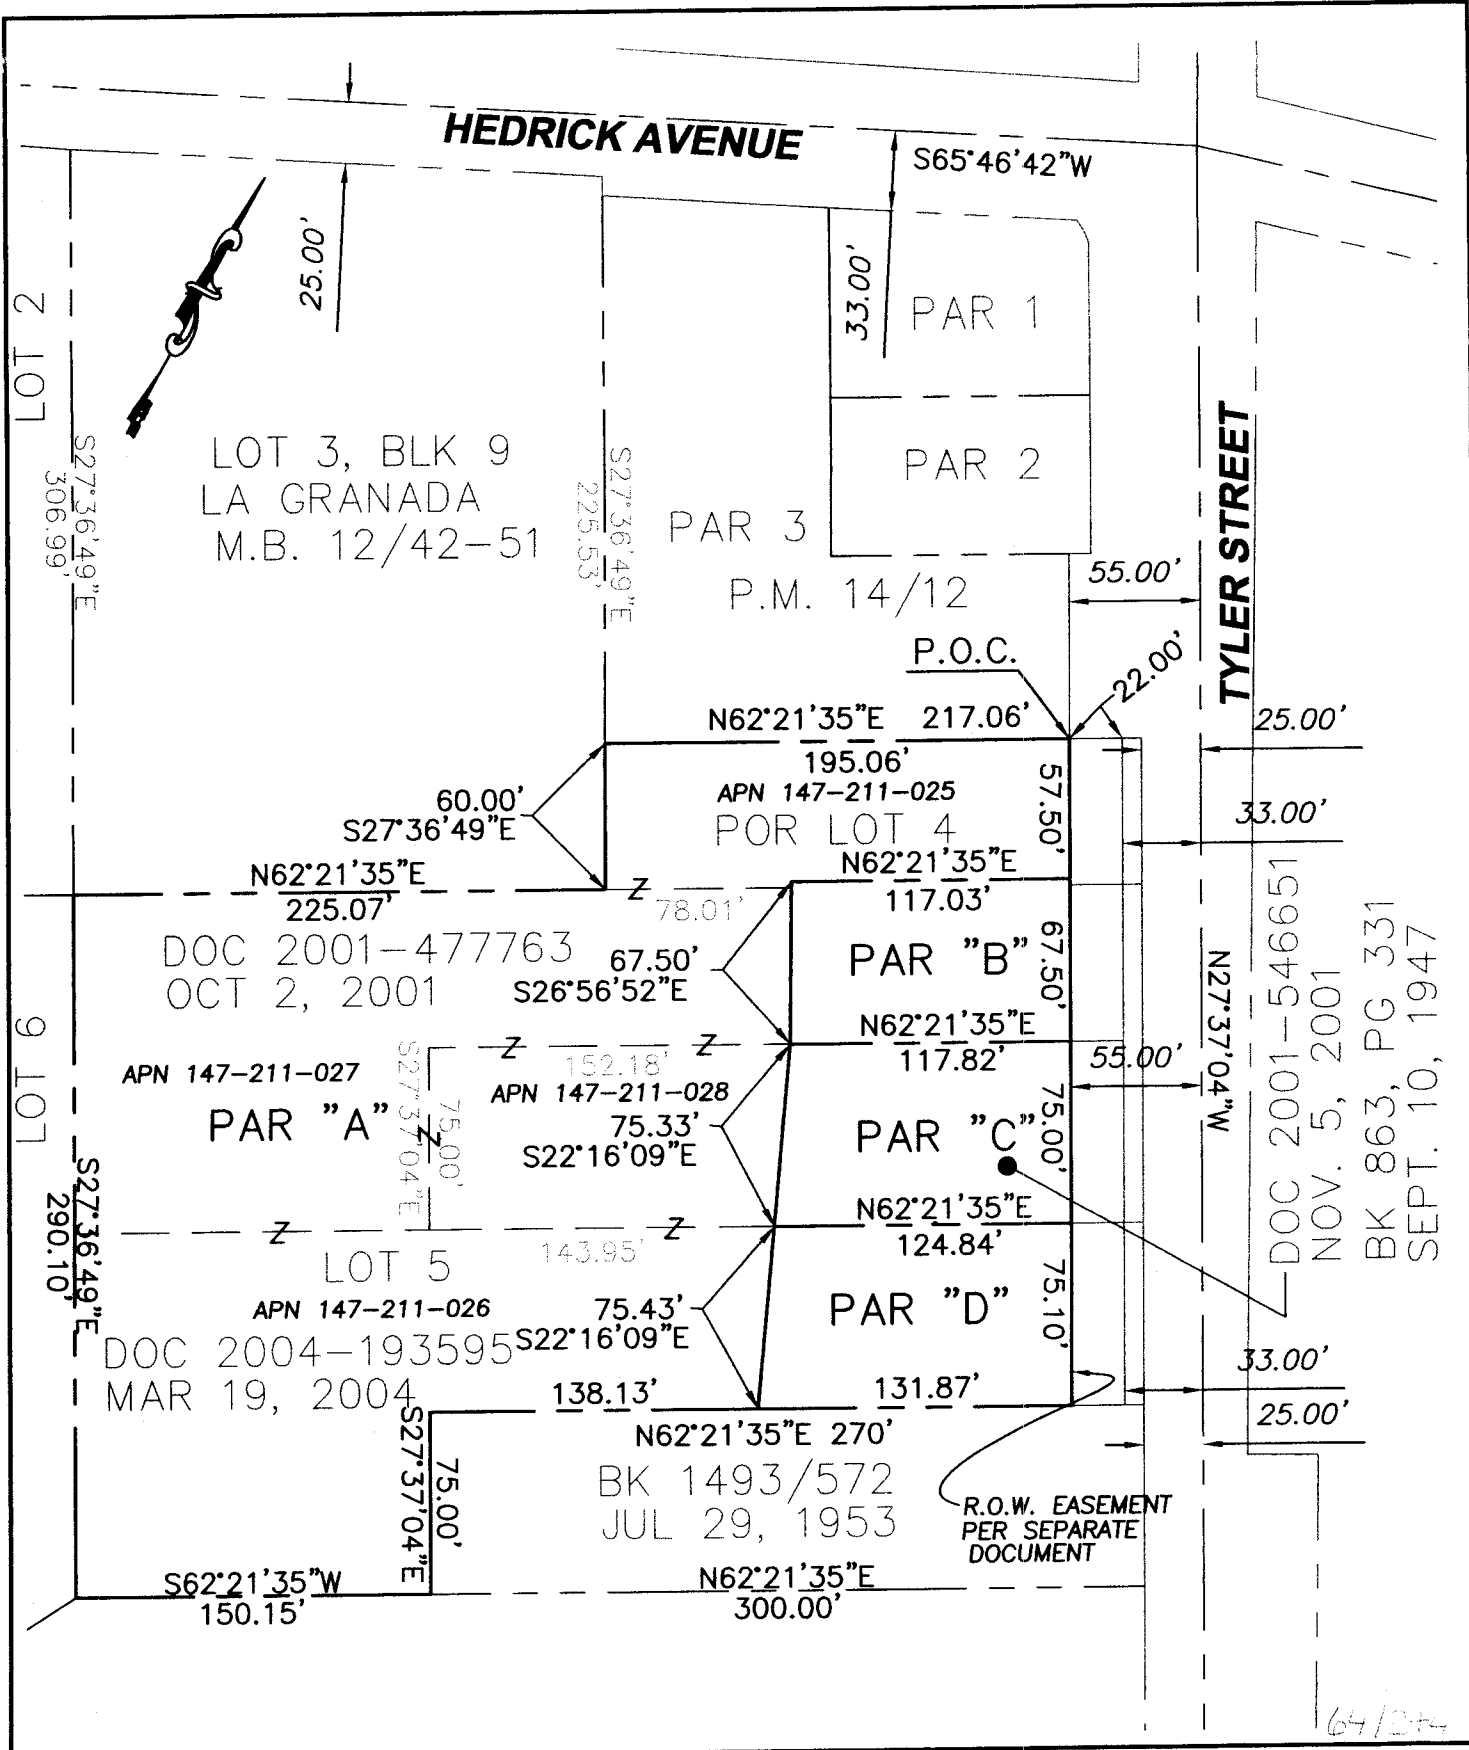 HEDRICK AVENUE
S65°46'42"W
25.00'
33.00'
LOT 2
PAR 1
PAR 2
S27°36'49"E
306.99'
LOT 3, BLK 9
LA GRANADA
M.B. 12/42-51
S27°36'49"E
225.53'
PAR 3
P.M. 14/12
TYLER STREET
55.00'
P.O.C.
22.00'
N62°21'35"E 217.06'
195.06'
25.00'
APN 147-211-025
POR LOT 4
57.50'
33.00'
60.00'
S27°36'49"E
N62°21'35"E
225.07'
78.01'
N62°21'35"E
117.03'
DOC 2001-477763
OCT 2, 2001
67.50'
S26°56'52"E
PAR "B"
67.50'
N27°37'04"W
DOC 2001-546651
NOV. 5, 2001
BK 863, PG 331
SEPT. 10, 1947
LOT 9
N62°21'35"E
117.82'
55.00'
152.18'
APN 147-211-027
PAR "A"
S27°37'04"E
75.00'
APN 147-211-028
75.33'
S22°16'09"E
PAR "C"
75.00'
N62°21'35"E
124.84'
S27°36'49"E
290.10'
143.95'
LOT 5
APN 147-211-026
DOC 2004-193595
MAR 19, 2004
75.43'
S22°16'09"E
PAR "D"
75.10'
33.00'
25.00'
138.13'
131.87'
N62°21'35"E 270'
S27°37'04"E
75.00'
BK 1493/572
JUL 29, 1953
R.O.W. EASEMENT
PER SEPARATE
DOCUMENT
S62°21'35"W
150.15'
N62°21'35"E
300.00'
Z
Z
Z
Z
Z
Z